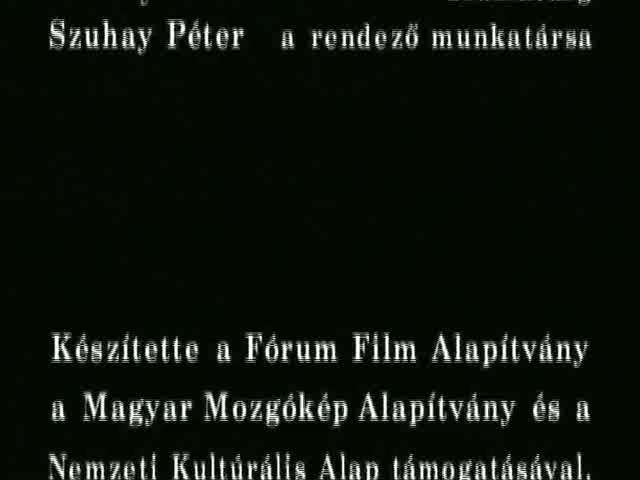 Szuhay Péter a rendező munkatársa
Készítette a Fórum Film Alapítvány
a Magyar Mozgókép Alapítvány és a
Nemzeti Kultúrális Alap támogatásával.